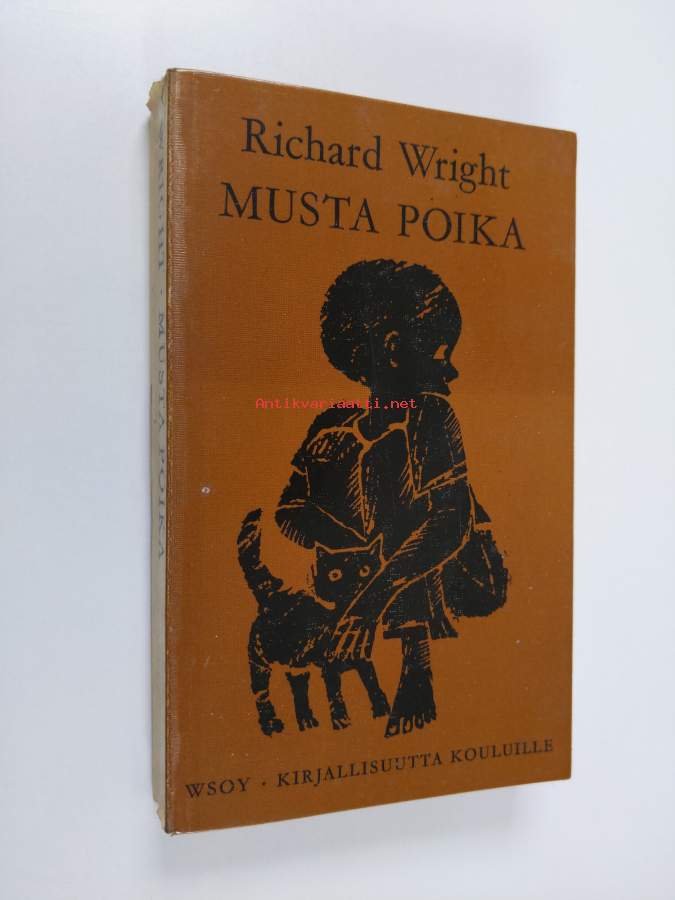 Richard Wright
MUSTA POIKA
Antikvariaatti.net
WSOY · KIRJALLISUUTTA KOULUILLE
WRIGHT · MUSTA POIKA